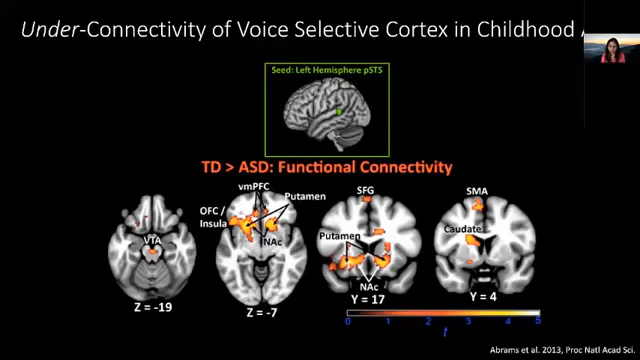 Under-Connectivity of Voice Selective Cortex in Childhood
Seed: Left Hemisphere pSTS
TD > ASD: Functional Connectivity
vmPFC
Putamen
SFG
SMA
OFC /
Insula
Putamen
Caudate
VTA
NAc
NAc
Z = -19
Z = -7
Y = 17
Y = 4
0 1 2 3 4 5
t
Abrams et al. 2013, Proc Natl Acad Sci.